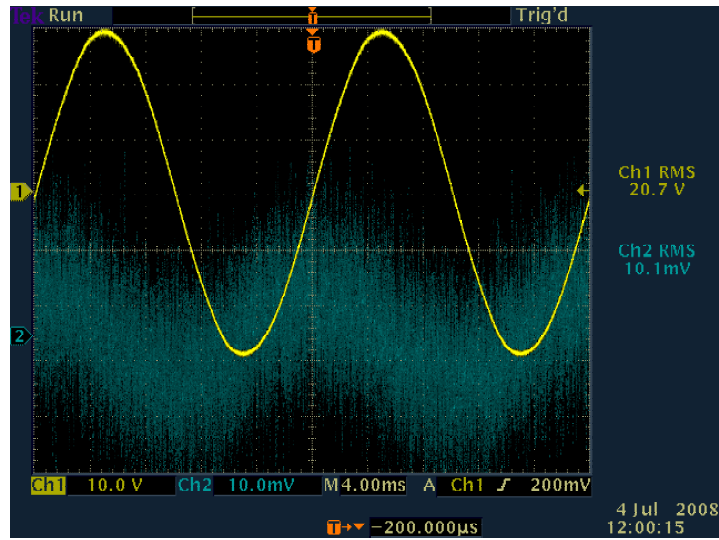 Tek Run Trig'd
T
T
1
2
Ch1 RMS
20.7 V
Ch2 RMS
10.1mV
Ch1 10.0 V Ch2 10.0mV M 4.00ms A Ch1 200mV
T -200.000µs
4 Jul 2008
12:00:15